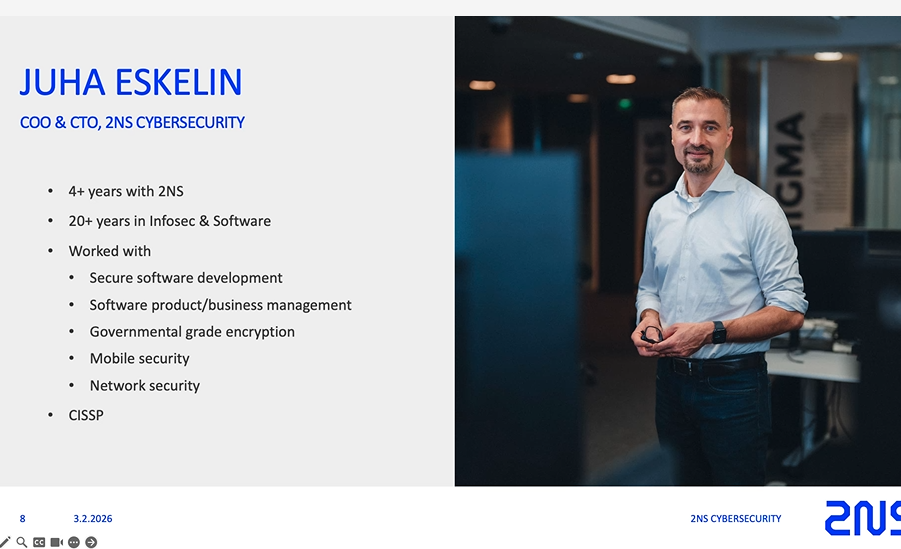 JUHA ESKELIN
COO & CTO, 2NS CYBERSECURITY
• 4+ years with 2NS
• 20+ years in Infosec & Software
• Worked with
• Secure software development
• Software product/business management
• Governmental grade encryption
• Mobile security
• Network security
• CISSP
8
3.2.2026
2NS CYBERSECURITY
2NS